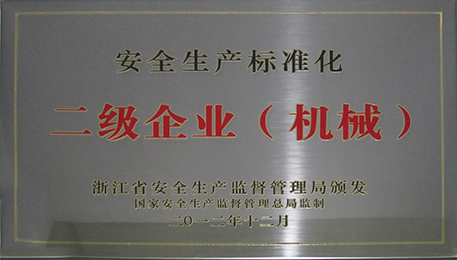 安全生产标准化
二级企业（机械）
浙江省安全生产监督管理局颁发
国家安全生产监督管理总局监制
二〇一二年十二月